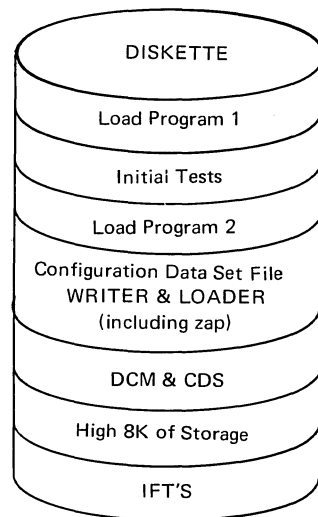 DISKETTE
Load Program 1
Initial Tests
Load Program 2
Configuration Data Set File
WRITER & LOADER
(including zap)
DCM & CDS
High 8K of Storage
IFT'S